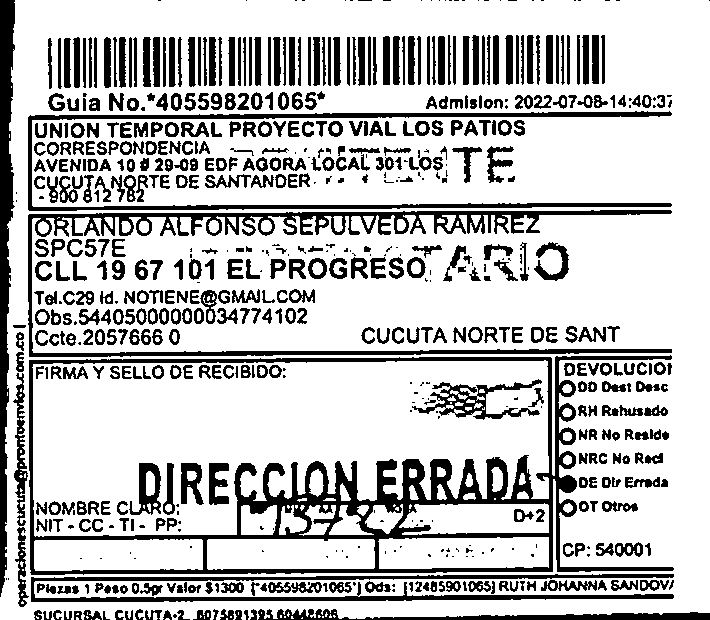 Guia No.*405598201065*
Admision: 2022-07-08-14:40:37
UNION TEMPORAL PROYECTO VIAL LOS PATIOS
CORRESPONDENCIA
AVENIDA 10 # 29-09 EDF AGORA LOCAL 301 LOS
CUCUTA NORTE DE SANTANDER
- 900 812 782
ORLANDO ALFONSO SEPULVEDA RAMIREZ
SPC57E
CLL 19 67 101 EL PROGRESO
Tel.C29 Id. NOTIENE@GMAIL.COM
Obs.54405000000034774102
Ccte.2057666 0
CUCUTA NORTE DE SANT
operacionescucuta@prontoenvios.com.co |
FIRMA Y SELLO DE RECIBIDO:
DIRECCION ERRADA
NOMBRE CLARO:
NIT - CC - TI - PP:
D+2
DEVOLUCION
DD Dest Desc
RH Rehusado
NR No Reside
NRC No Recl
DE Dir Errada
OT Otros
CP: 540001
Piezas 1 Peso 0.5gr Valor $1300 [*405598201065*] Ods: [12485901065] RUTH JOHANNA SANDOV
SUCURSAL CUCUTA-2 6075891395